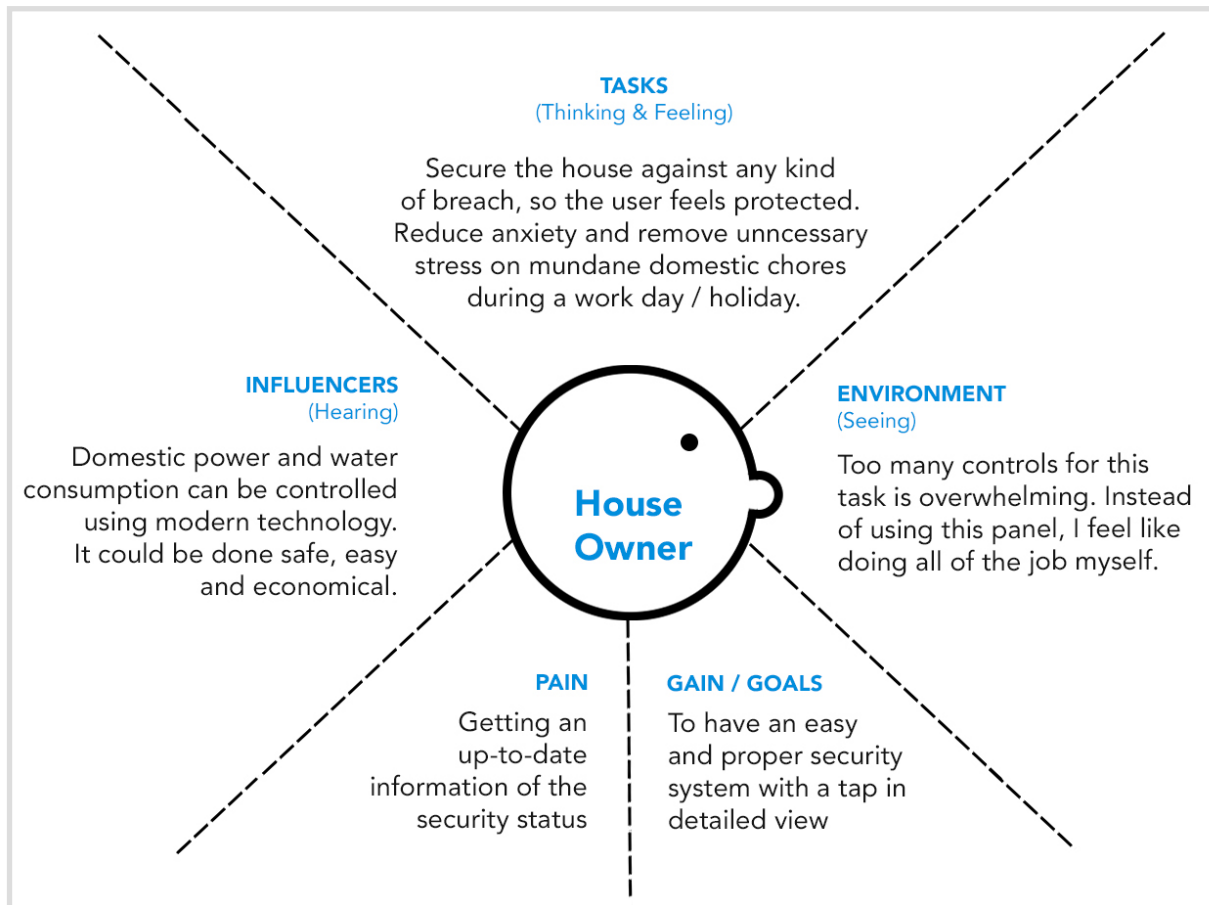 TASKS
(Thinking & Feeling)
Secure the house against any kind
of breach, so the user feels protected.
Reduce anxiety and remove unncessary
stress on mundane domestic chores
during a work day / holiday.
INFLUENCERS
(Hearing)
Domestic power and water
consumption can be controlled
using modern technology.
It could be done safe, easy
and economical.
House
Owner
ENVIRONMENT
(Seeing)
Too many controls for this
task is overwhelming. Instead
of using this panel, I feel like
doing all of the job myself.
PAIN
Getting an
up-to-date
information of the
security status
GAIN / GOALS
To have an easy
and proper security
system with a tap in
detailed view